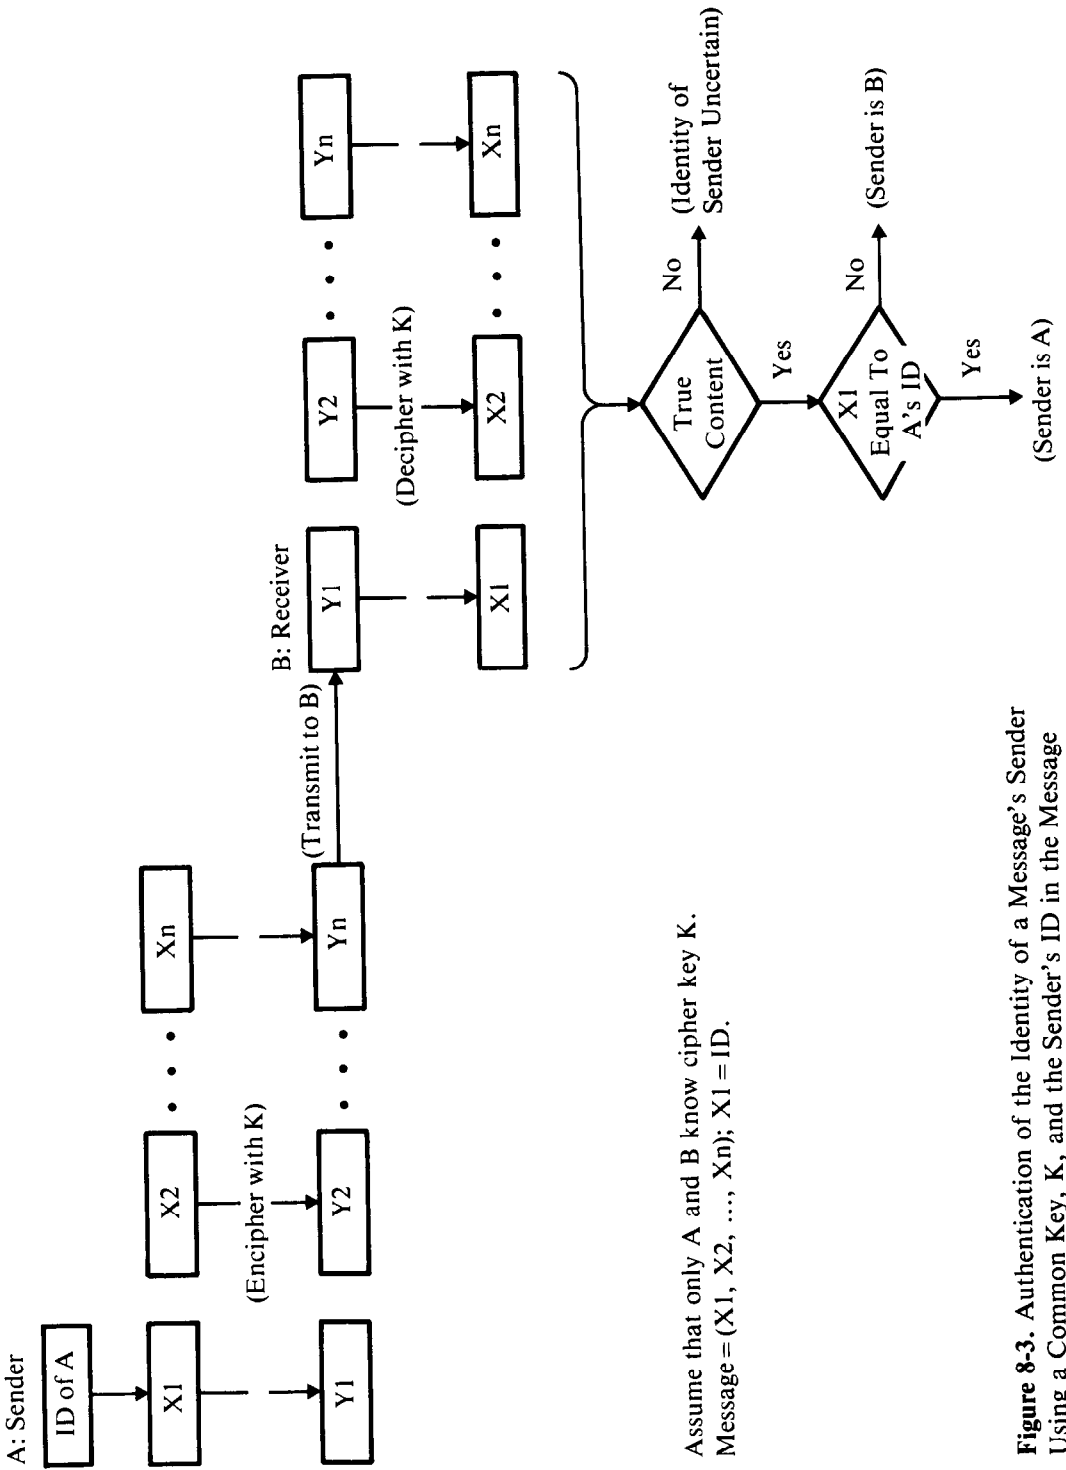 A: Sender
ID of A
X1
X2
• • •
Xn
(Encipher with K)
Y1
Y2
• • •
Yn
(Transmit to B)
B: Receiver
Y1
Y2
• • •
Yn
(Decipher with K)
X1
X2
• • •
Xn
True
Content
No
(Identity of
Sender Uncertain)
Yes
X1
Equal To
A's ID
No
(Sender is B)
Yes
(Sender is A)
Assume that only A and B know cipher key K.
Message = (X1, X2, ..., Xn); X1 = ID.
Figure 8-3. Authentication of the Identity of a Message's Sender
Using a Common Key, K, and the Sender's ID in the Message